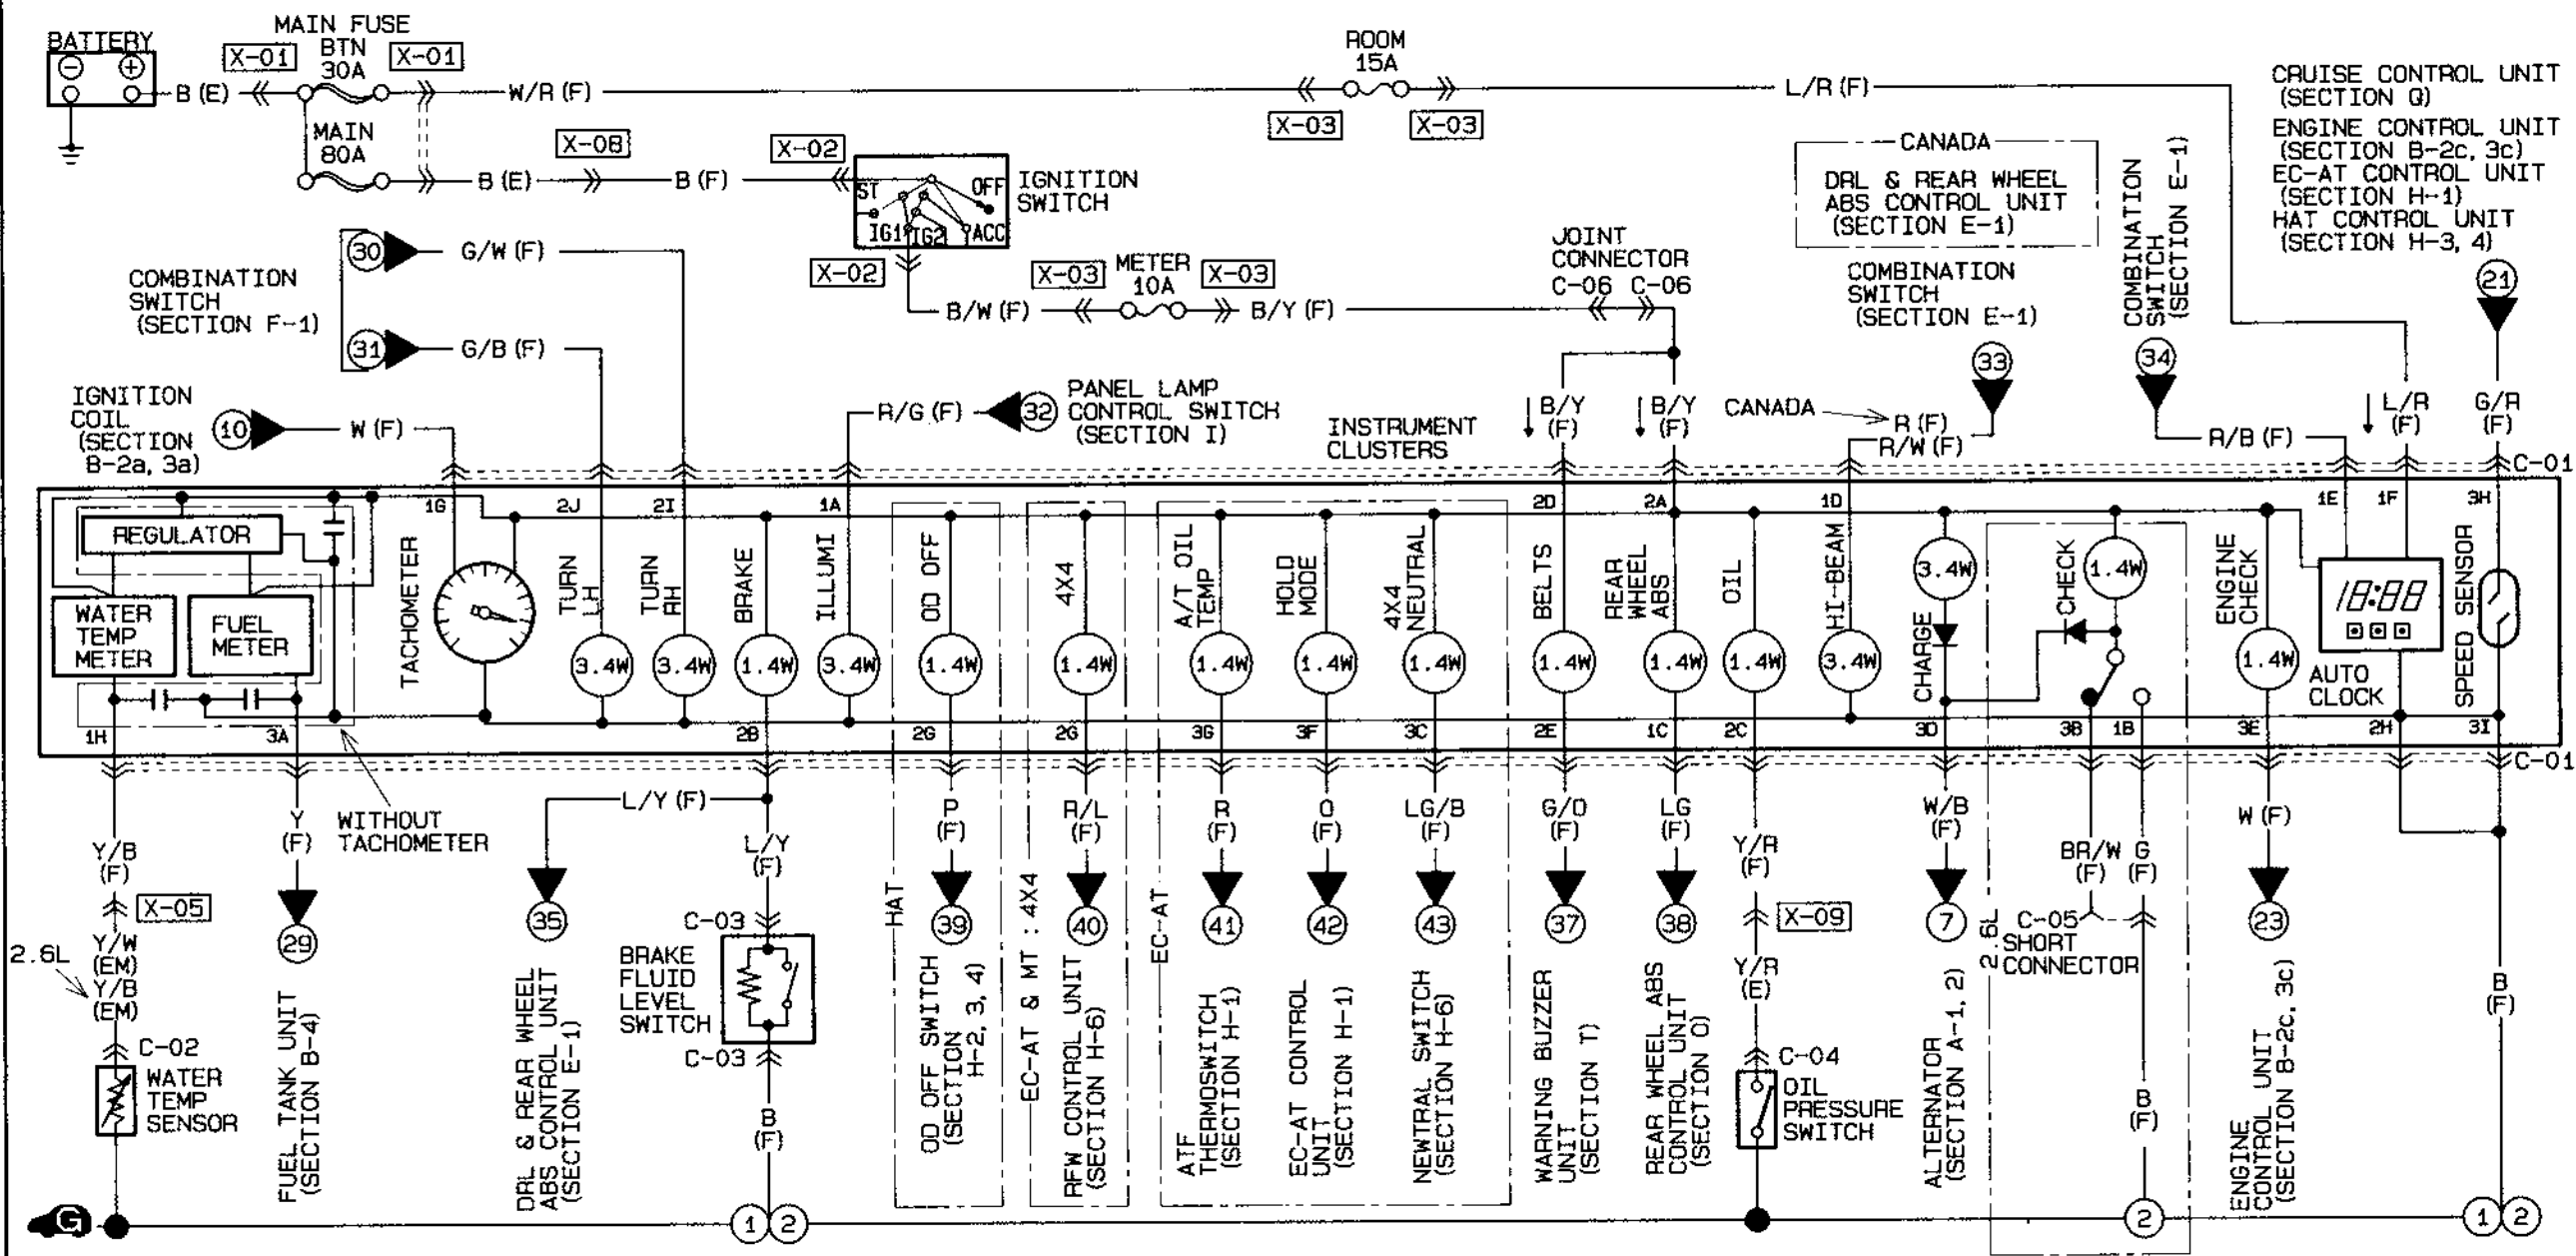 BATTERY
B (E)
X-01
MAIN FUSE
BTN
30A
X-01
W/R (F)
ROOM
15A
X-03
X-03
L/R (F)
MAIN
80A
B (E)
X-08
B (F)
X-02
ST
OFF
IG1
IG2
ACC
IGNITION
SWITCH
X-02
B/W (F)
X-03
METER
10A
X-03
B/Y (F)
JOINT
CONNECTOR
C-06 C-06
CANADA
DRL & REAR WHEEL
ABS CONTROL UNIT
(SECTION E-1)
COMBINATION
SWITCH
(SECTION E-1)
33
COMBINATION
SWITCH
(SECTION E-1)
34
CRUISE CONTROL UNIT
(SECTION Q)
ENGINE CONTROL UNIT
(SECTION B-2c, 3c)
EC-AT CONTROL UNIT
(SECTION H-1)
HAT CONTROL UNIT
(SECTION H-3, 4)
21
COMBINATION
SWITCH
(SECTION F-1)
30
G/W (F)
31
G/B (F)
IGNITION
COIL
(SECTION
B-2a, 3a)
10
W (F)
R/G (F)
32
PANEL LAMP
CONTROL SWITCH
(SECTION I)
INSTRUMENT
CLUSTERS
B/Y
(F)
B/Y
(F)
CANADA
R (F)
R/W (F)
R/B (F)
L/R
(F)
G/R
(F)
C-01
1G
2J
2I
1A
2D
2A
1D
1E
1F
3H
REGULATOR
WATER
TEMP
METER
FUEL
METER
TACHOMETER
TURN
LH
3.4W
TURN
RH
3.4W
BRAKE
1.4W
ILLUMI
3.4W
OD OFF
1.4W
4X4
1.4W
A/T OIL
TEMP
1.4W
HOLD
MODE
1.4W
4X4
NEUTRAL
1.4W
BELTS
1.4W
REAR
WHEEL
ABS
1.4W
OIL
1.4W
HI-BEAM
3.4W
3.4W
CHARGE
CHECK
1.4W
ENGINE
CHECK
1.4W
18:88
AUTO
CLOCK
SPEED SENSOR
1H
3A
2B
2G
2G
3G
3F
3C
2E
1C
2C
3D
3B
1B
3E
2H
3I
C-01
WITHOUT
TACHOMETER
Y/B
(F)
X-05
Y/W
(EM)
2.6L
Y/B
(EM)
C-02
WATER
TEMP
SENSOR
Y
(F)
29
FUEL TANK UNIT
(SECTION B-4)
L/Y (F)
35
DRL & REAR WHEEL
ABS CONTROL UNIT
(SECTION E-1)
L/Y
(F)
C-03
BRAKE
FLUID
LEVEL
SWITCH
C-03
B
(F)
HAT
P
(F)
39
OD OFF SWITCH
(SECTION
H-2, 3, 4)
EC-AT & MT : 4X4
R/L
(F)
40
RFW CONTROL UNIT
(SECTION H-6)
EC-AT
R
(F)
41
ATF
THERMOSWITCH
(SECTION H-1)
O
(F)
42
EC-AT CONTROL
UNIT
(SECTION H-1)
LG/B
(F)
43
NEWTRAL SWITCH
(SECTION H-6)
G/O
(F)
37
WARNING BUZZER
UNIT
(SECTION T)
LG
(F)
38
REAR WHEEL ABS
CONTROL UNIT
(SECTION O)
Y/R
(F)
X-09
Y/R
(E)
C-04
OIL
PRESSURE
SWITCH
W/B
(F)
7
ALTERNATOR
(SECTION A-1, 2)
2.6L
BR/W
(F)
G
(F)
C-05
SHORT
CONNECTOR
B
(F)
W (F)
23
ENGINE
CONTROL UNIT
(SECTION B-2c, 3c)
B
(F)
G
1 2
2
1 2